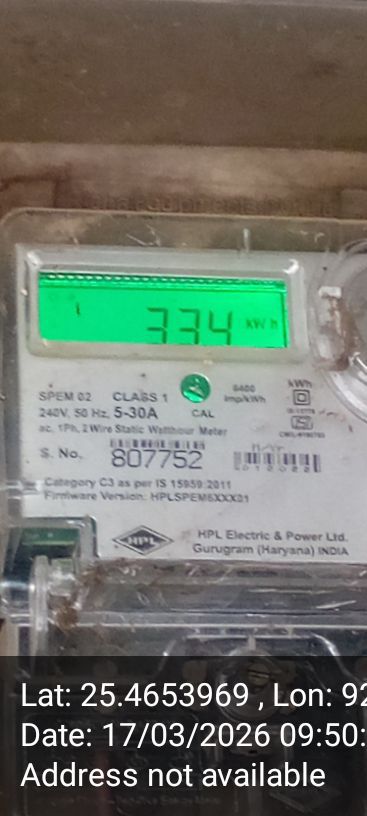 334 kWh
SPEM 02 CLASS 1 6400 imp/kWh kWh
240V, 50 Hz, 5-30A CAL
ac, 1Ph, 2 Wire Static Watthour Meter
S. No. 807752
Category C3 as per IS 15959:2011
Firmware Version: HPLSPEM6XXX01
HPL HPL Electric & Power Ltd.
Gurugram (Haryana) INDIA
Lat: 25.4653969 , Lon: 92
Date: 17/03/2026 09:50:
Address not available